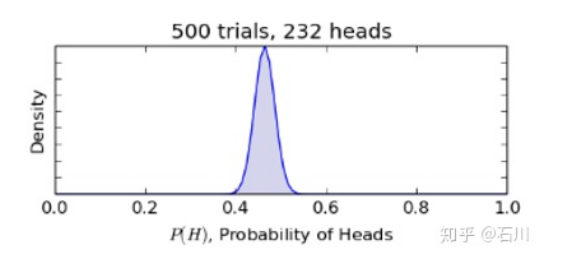 500 trials, 232 heads
Density
0.0 0.2 0.4 0.6 0.8 1.0
P(H), Probability of Heads
知乎 @石川